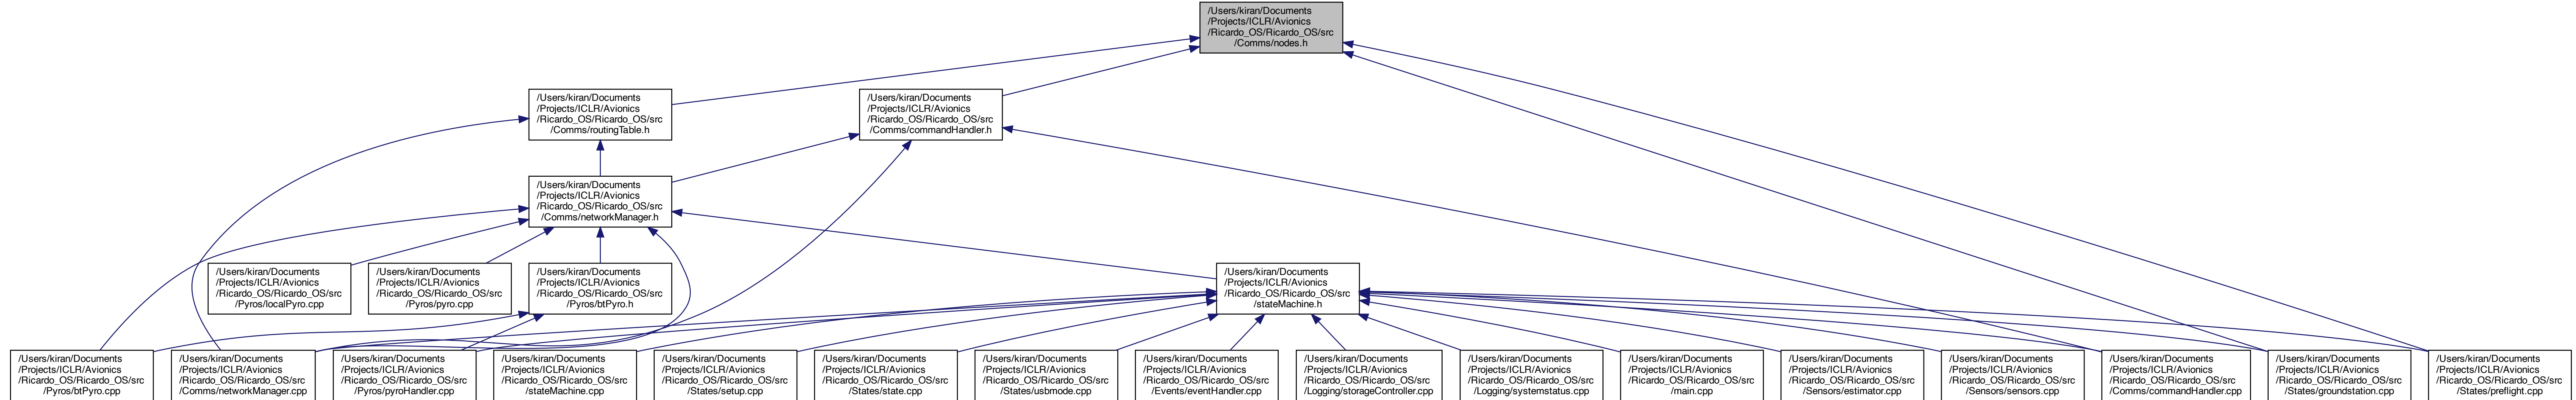 /Users/kiran/Documents
/Projects/ICLR/Avionics
/Ricardo_OS/Ricardo_OS/src
/Comms/nodes.h
/Users/kiran/Documents
/Projects/ICLR/Avionics
/Ricardo_OS/Ricardo_OS/src
/Comms/routingTable.h
/Users/kiran/Documents
/Projects/ICLR/Avionics
/Ricardo_OS/Ricardo_OS/src
/Comms/commandHandler.h
/Users/kiran/Documents
/Projects/ICLR/Avionics
/Ricardo_OS/Ricardo_OS/src
/Comms/networkManager.h
/Users/kiran/Documents
/Projects/ICLR/Avionics
/Ricardo_OS/Ricardo_OS/src
/Pyros/localPyro.cpp
/Users/kiran/Documents
/Projects/ICLR/Avionics
/Ricardo_OS/Ricardo_OS/src
/Pyros/pyro.cpp
/Users/kiran/Documents
/Projects/ICLR/Avionics
/Ricardo_OS/Ricardo_OS/src
/Pyros/btPyro.h
/Users/kiran/Documents
/Projects/ICLR/Avionics
/Ricardo_OS/Ricardo_OS/src
/stateMachine.h
/Users/kiran/Documents
/Projects/ICLR/Avionics
/Ricardo_OS/Ricardo_OS/src
/Pyros/btPyro.cpp
/Users/kiran/Documents
/Projects/ICLR/Avionics
/Ricardo_OS/Ricardo_OS/src
/Comms/networkManager.cpp
/Users/kiran/Documents
/Projects/ICLR/Avionics
/Ricardo_OS/Ricardo_OS/src
/Pyros/pyroHandler.cpp
/Users/kiran/Documents
/Projects/ICLR/Avionics
/Ricardo_OS/Ricardo_OS/src
/stateMachine.cpp
/Users/kiran/Documents
/Projects/ICLR/Avionics
/Ricardo_OS/Ricardo_OS/src
/States/setup.cpp
/Users/kiran/Documents
/Projects/ICLR/Avionics
/Ricardo_OS/Ricardo_OS/src
/States/state.cpp
/Users/kiran/Documents
/Projects/ICLR/Avionics
/Ricardo_OS/Ricardo_OS/src
/States/usbmode.cpp
/Users/kiran/Documents
/Projects/ICLR/Avionics
/Ricardo_OS/Ricardo_OS/src
/Events/eventHandler.cpp
/Users/kiran/Documents
/Projects/ICLR/Avionics
/Ricardo_OS/Ricardo_OS/src
/Logging/storageController.cpp
/Users/kiran/Documents
/Projects/ICLR/Avionics
/Ricardo_OS/Ricardo_OS/src
/Logging/systemstatus.cpp
/Users/kiran/Documents
/Projects/ICLR/Avionics
/Ricardo_OS/Ricardo_OS/src
/main.cpp
/Users/kiran/Documents
/Projects/ICLR/Avionics
/Ricardo_OS/Ricardo_OS/src
/Sensors/estimator.cpp
/Users/kiran/Documents
/Projects/ICLR/Avionics
/Ricardo_OS/Ricardo_OS/src
/Sensors/sensors.cpp
/Users/kiran/Documents
/Projects/ICLR/Avionics
/Ricardo_OS/Ricardo_OS/src
/Comms/commandHandler.cpp
/Users/kiran/Documents
/Projects/ICLR/Avionics
/Ricardo_OS/Ricardo_OS/src
/States/groundstation.cpp
/Users/kiran/Documents
/Projects/ICLR/Avionics
/Ricardo_OS/Ricardo_OS/src
/States/preflight.cpp